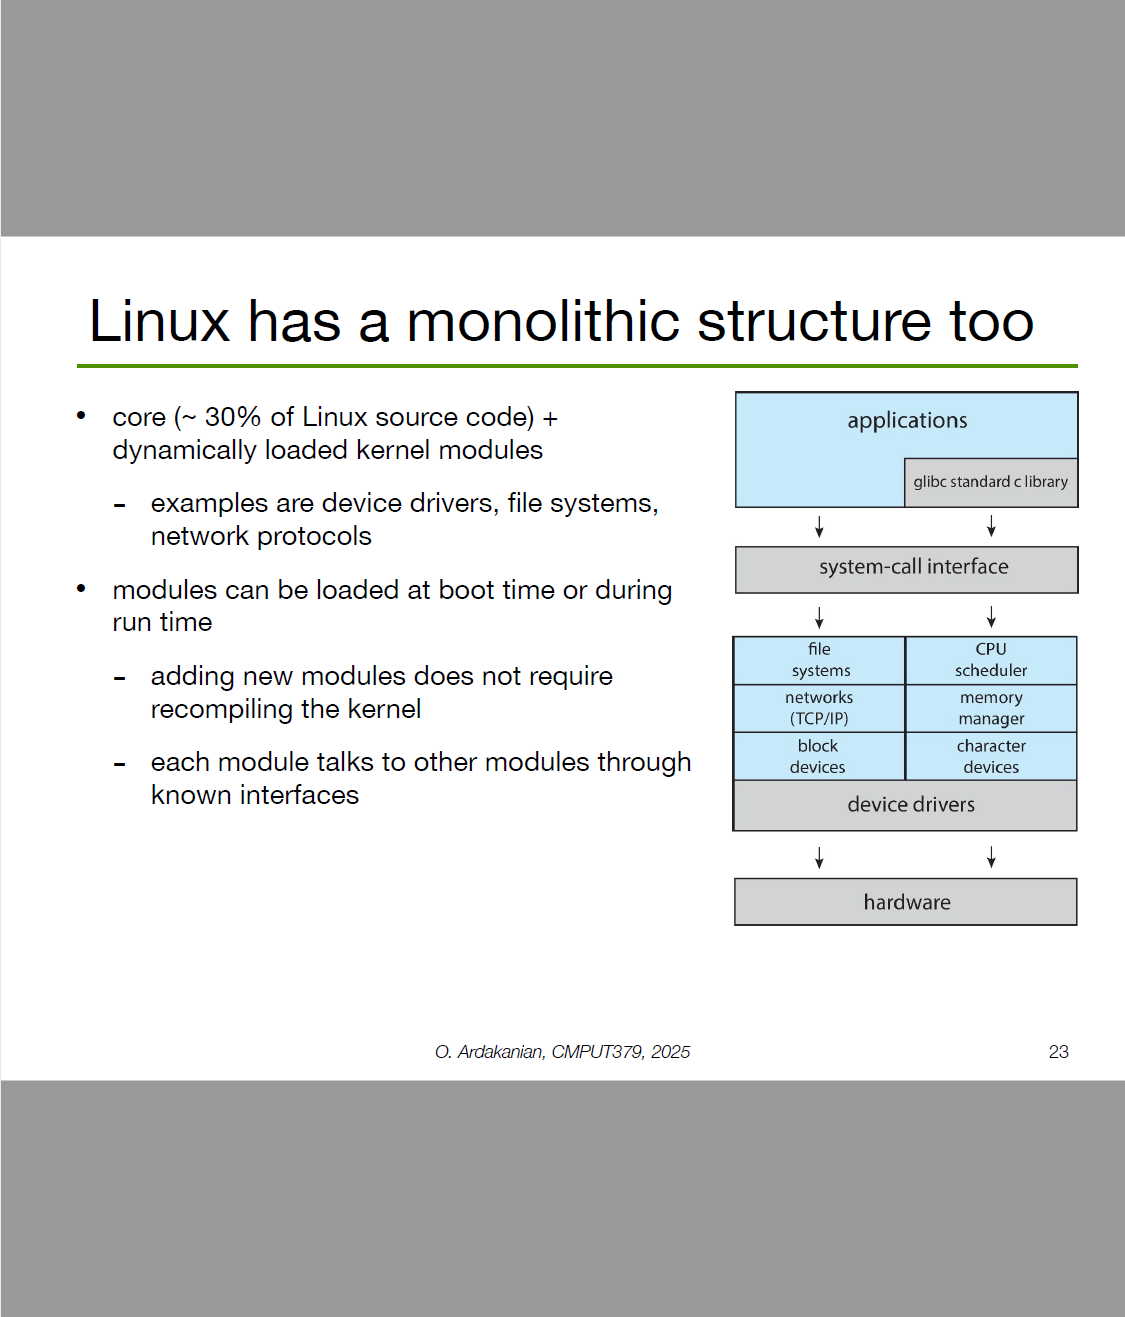 Linux has a monolithic structure too
• core (~ 30% of Linux source code) +
dynamically loaded kernel modules
– examples are device drivers, file systems,
network protocols
• modules can be loaded at boot time or during
run time
– adding new modules does not require
recompiling the kernel
– each module talks to other modules through
known interfaces
applications
glibc standard c library
system-call interface
file
systems
CPU
scheduler
networks
(TCP/IP)
memory
manager
block
devices
character
devices
device drivers
hardware
O. Ardakanian, CMPUT379, 2025
23